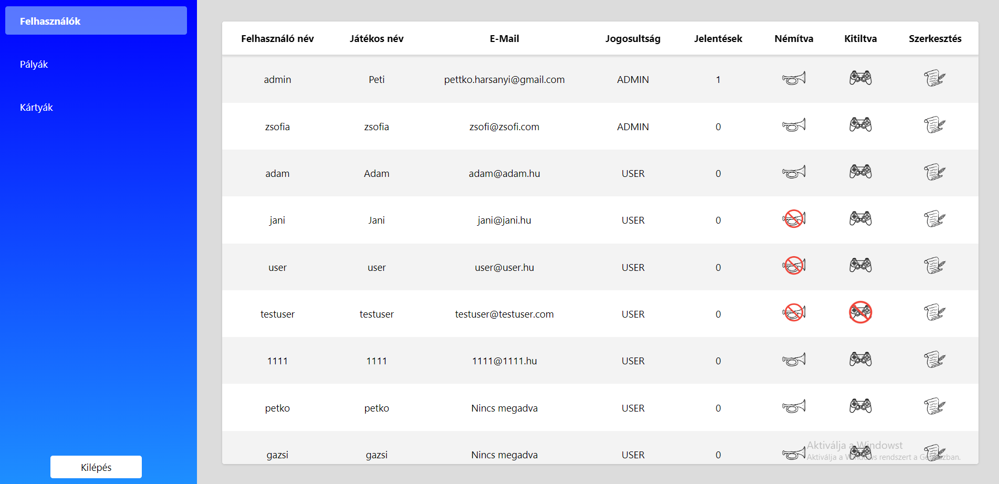 Felhasználók
Pályák
Kártyák
Kilépés
Felhasználó név Játékos név E-Mail Jogosultság Jelentések Némítva Kitiltva Szerkesztés
admin Peti pettko.harsanyi@gmail.com ADMIN 1
zsofia zsofia zsofi@zsofi.com ADMIN 0
adam Adam adam@adam.hu USER 0
jani Jani jani@jani.hu USER 0
user user user@user.hu USER 0
testuser testuser testuser@testuser.com USER 0
1111 1111 1111@1111.hu USER 0
petko petko Nincs megadva USER 0
gazsi gazsi Nincs megadva USER 0
Aktiválja a Windowst
Aktiválja a Windows rendszert a Gépházban.